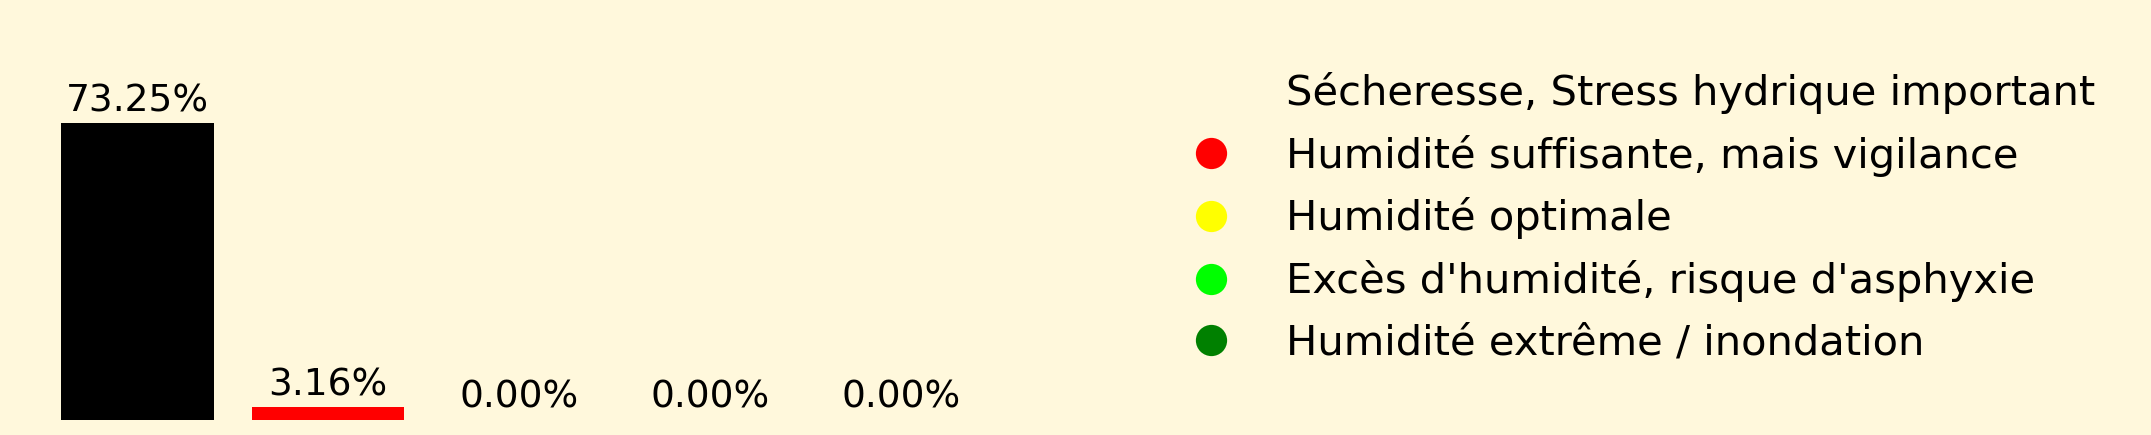 73.25%
3.16%
0.00%
0.00%
0.00%
Sécheresse, Stress hydrique important
Humidité suffisante, mais vigilance
Humidité optimale
Excès d'humidité, risque d'asphyxie
Humidité extrême / inondation